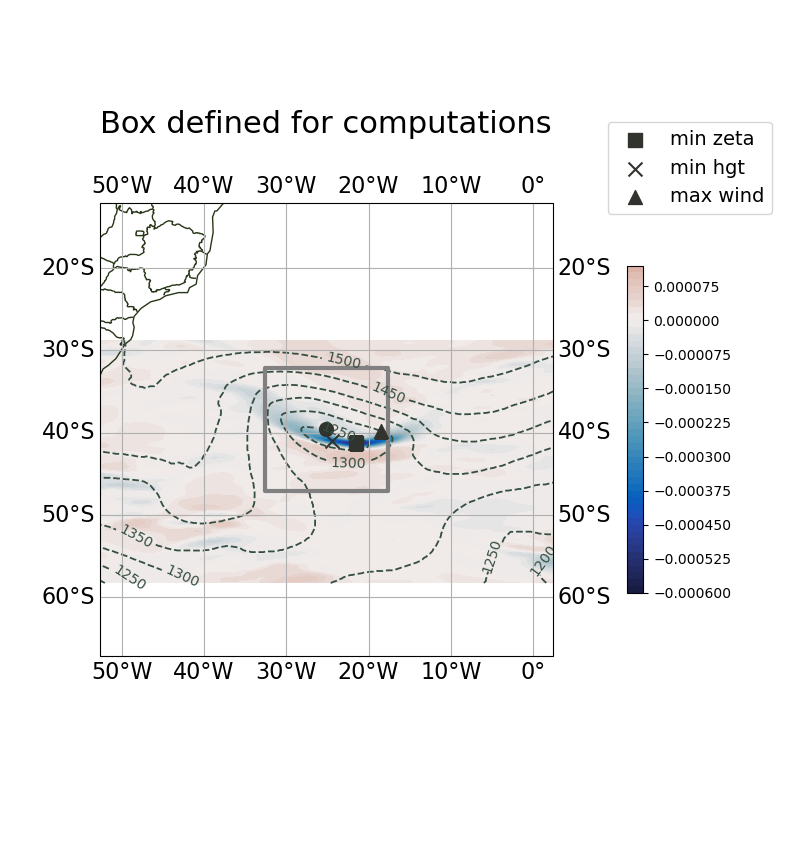 Box defined for computations
min zeta
min hgt
max wind
50°W 40°W 30°W 20°W 10°W 0°
20°S 20°S
30°S 30°S
40°S 40°S
50°S 50°S
60°S 60°S
50°W 40°W 30°W 20°W 10°W 0°
1500
1450
1300
1350
1300
1250
1250
1200
0.000075
0.000000
−0.000075
−0.000150
−0.000225
−0.000300
−0.000375
−0.000450
−0.000525
−0.000600